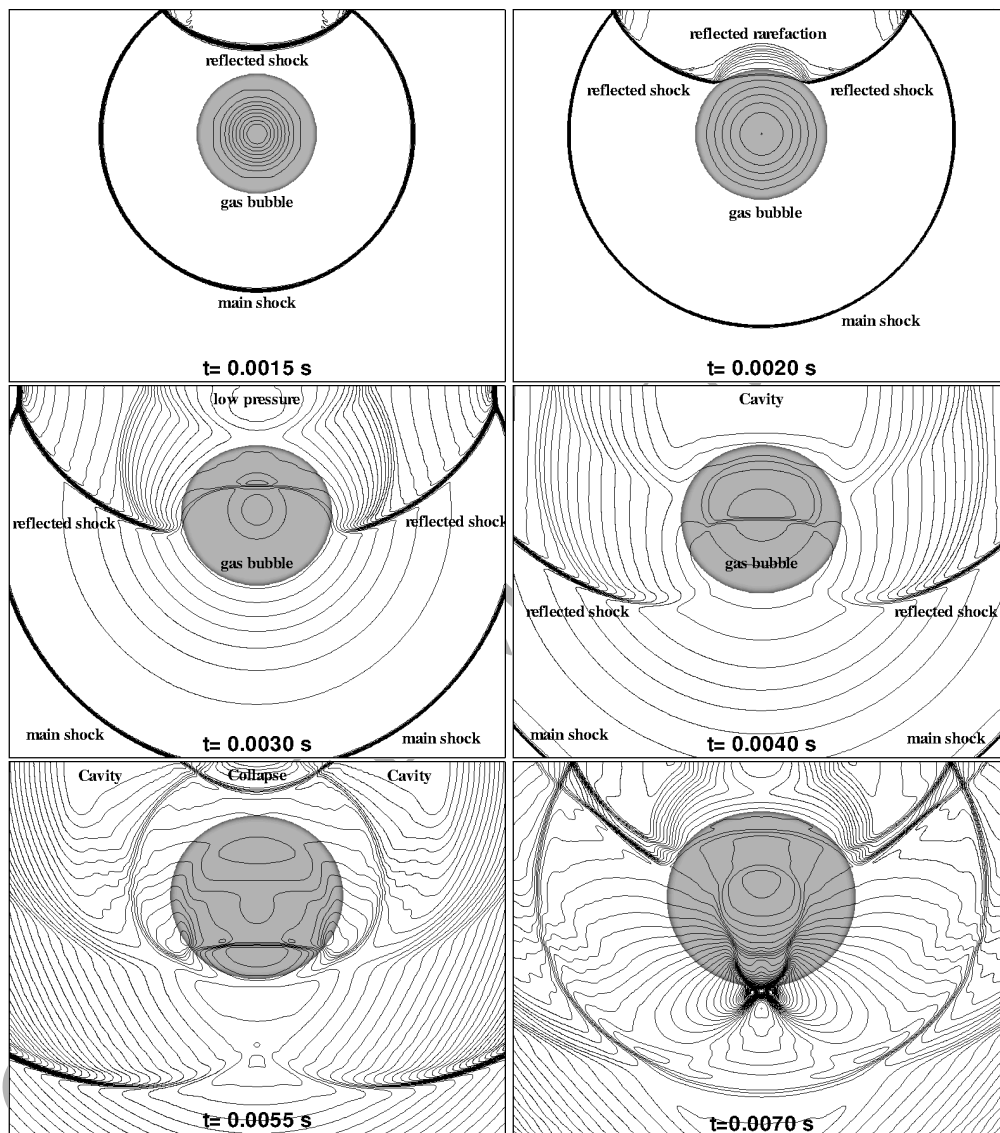 reflected shock
gas bubble
main shock
t= 0.0015 s
reflected rarefaction
reflected shock reflected shock
gas bubble
main shock
t= 0.0020 s
low pressure
reflected shock reflected shock
gas bubble
main shock main shock
t= 0.0030 s
Cavity
gas bubble
reflected shock reflected shock
main shock main shock
t= 0.0040 s
Cavity Collapse Cavity
t= 0.0055 s
t=0.0070 s